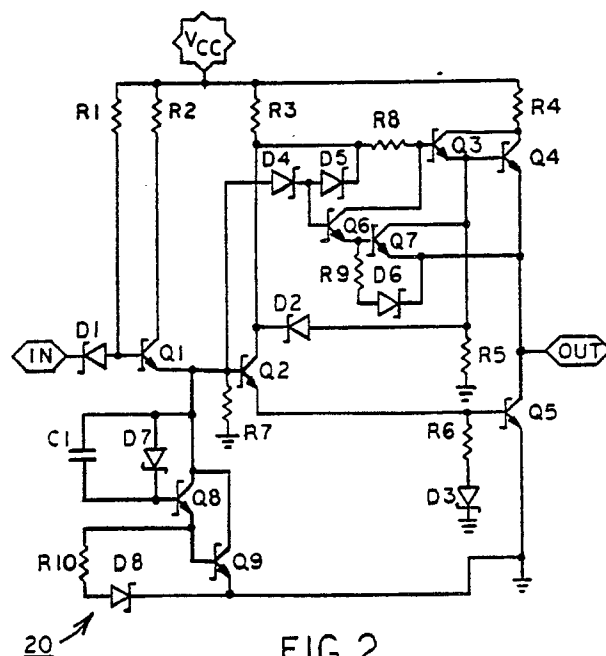 VCC
R1
R2
R3
R4
R8
Q3
Q4
D4
D5
Q6
Q7
R9
D6
D2
D1
IN
Q1
Q2
R5
OUT
Q5
R7
R6
C1
D7
Q8
D3
R10
D8
Q9
20
FIG.2